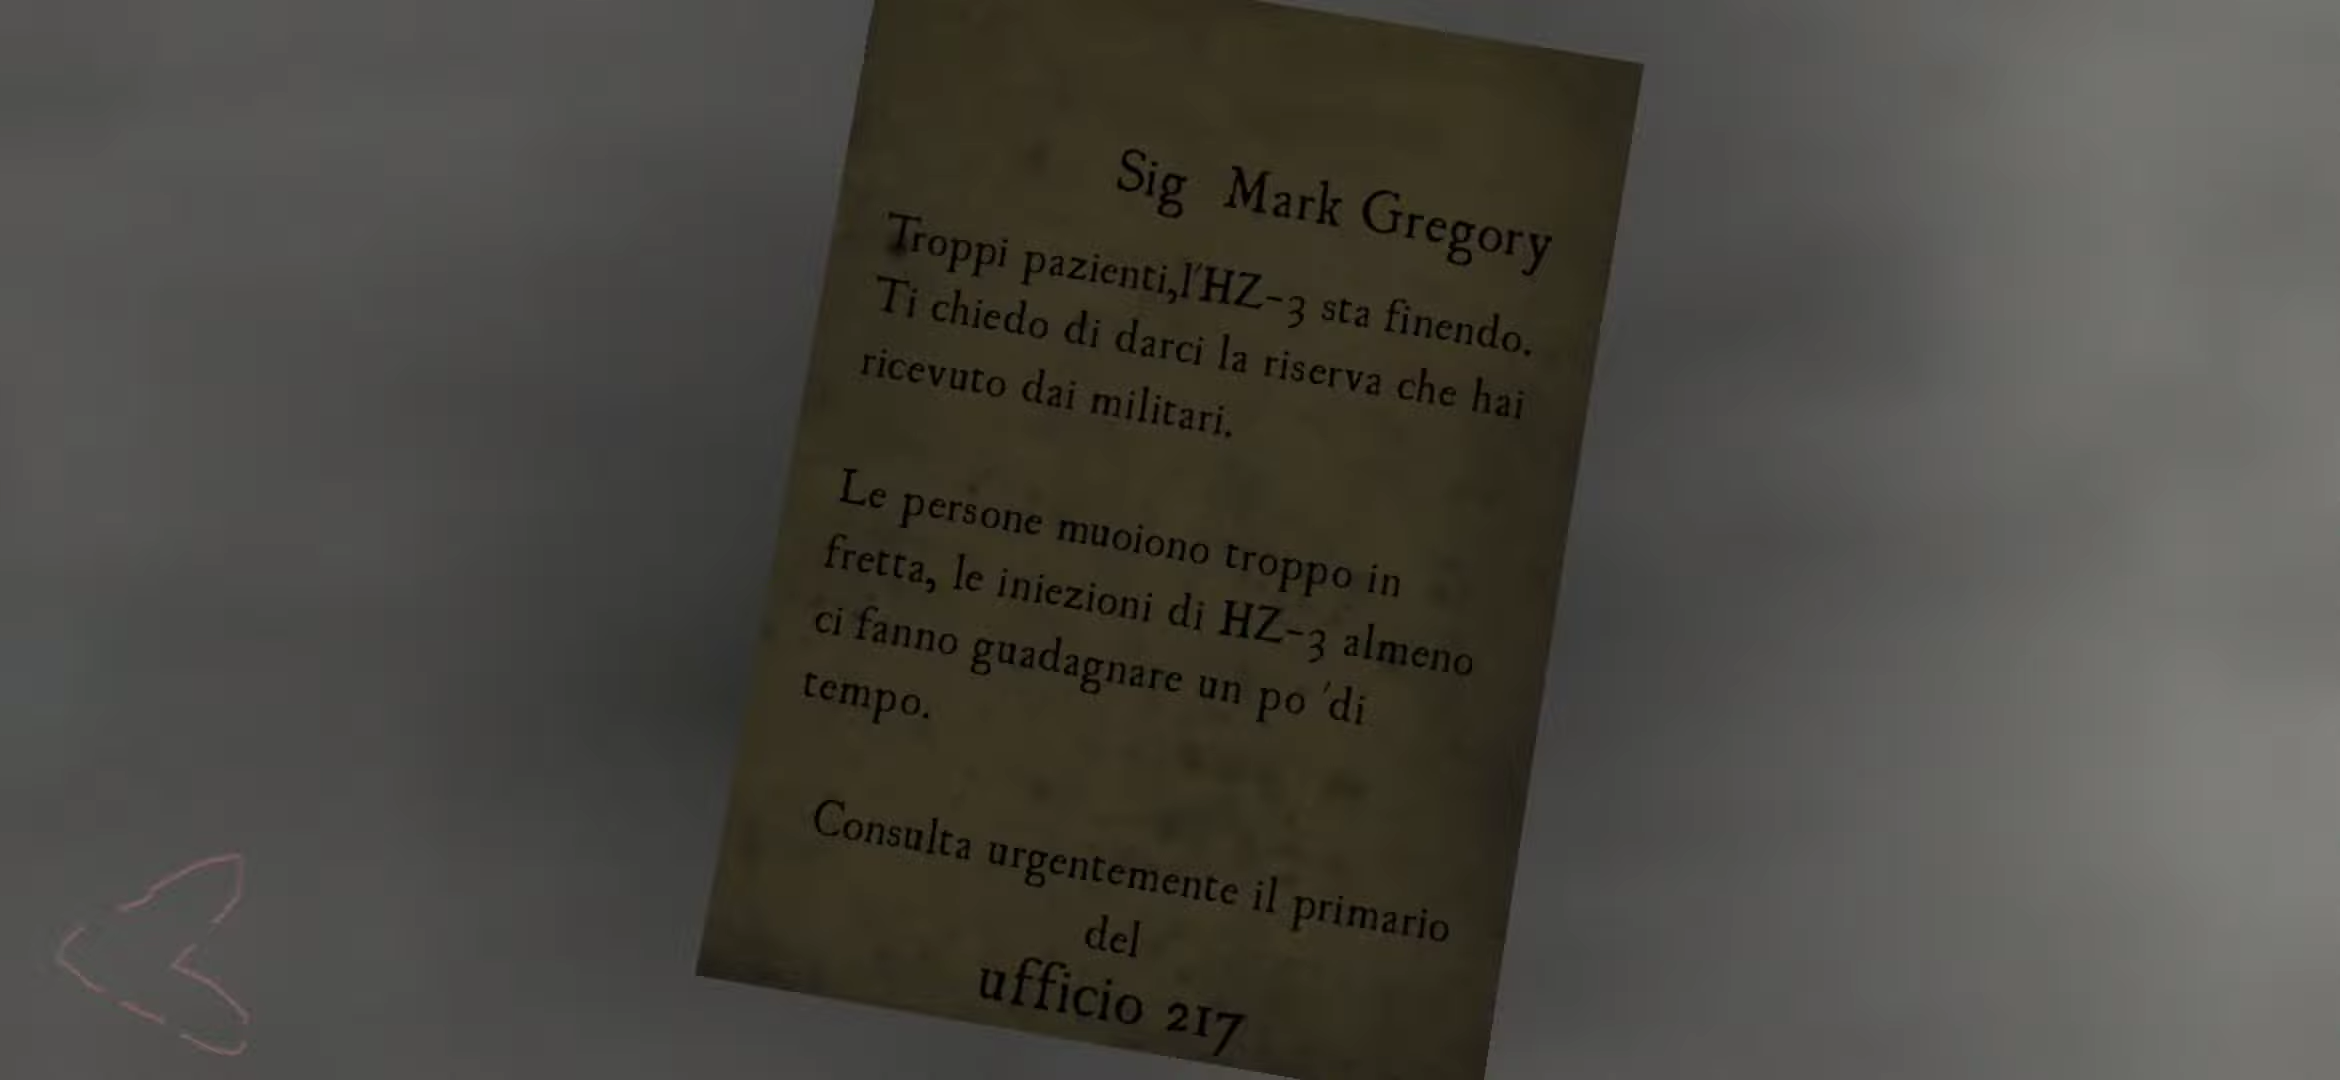 Sig Mark Gregory
Troppi pazienti,l'HZ-3 sta finendo.
Ti chiedo di darci la riserva che hai
ricevuto dai militari.
Le persone muoiono troppo in
fretta, le iniezioni di HZ-3 almeno
ci fanno guadagnare un po 'di
tempo.
Consulta urgentemente il primario
del
ufficio 217